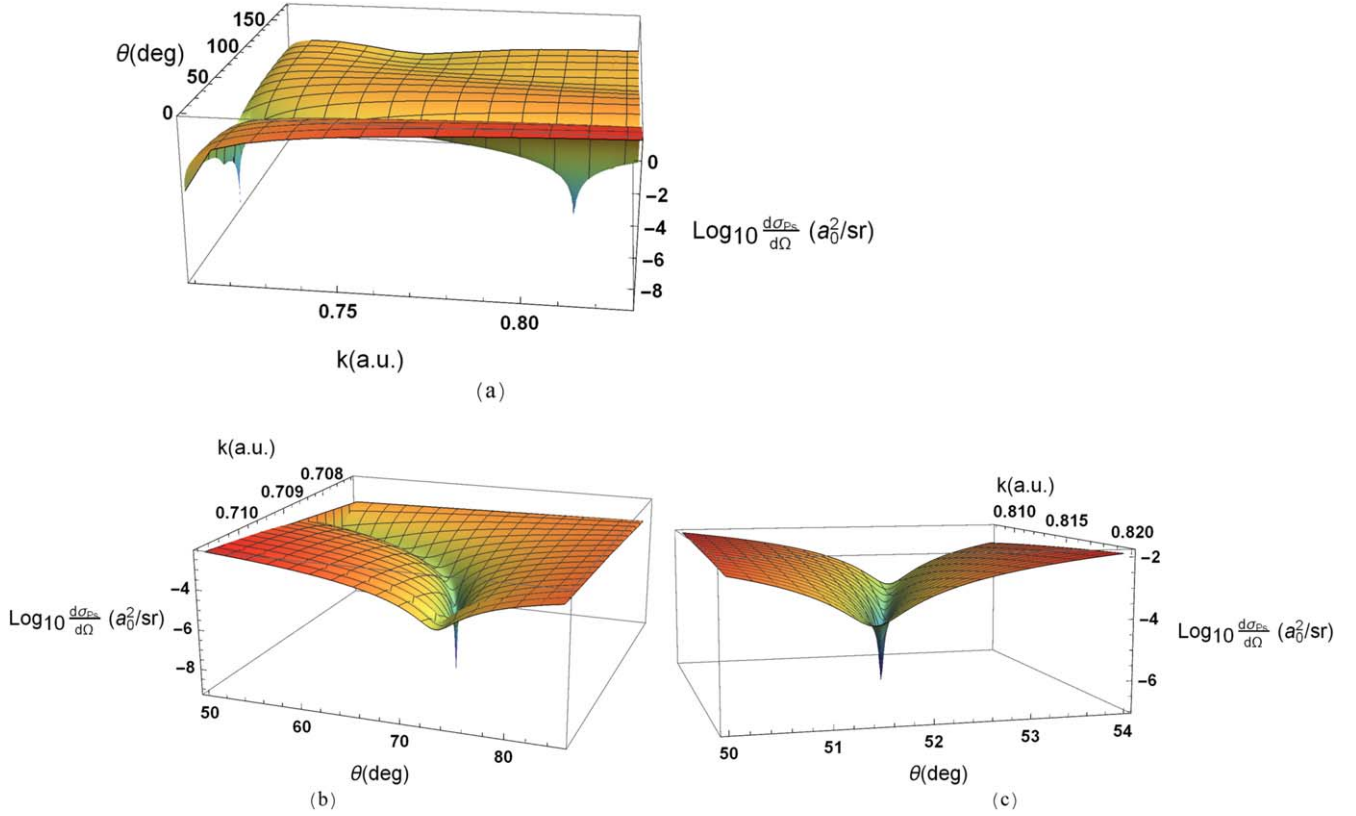 150
100
θ(deg)
50
0
0
−2
−4
Log10 dσPs/dΩ (a₀²/sr)
−6
−8
0.75
0.80
k(a.u.)
(a)
k(a.u.)
0.708
0.709
0.710
−4
Log10 dσPs/dΩ (a₀²/sr)
−6
−8
50
60
70
80
θ(deg)
(b)
k(a.u.)
0.810
0.815
0.820
−2
−4
Log10 dσPs/dΩ (a₀²/sr)
−6
50
51
52
53
54
θ(deg)
(c)